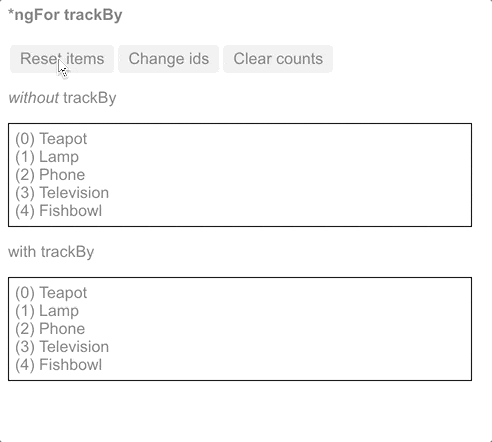 *ngFor trackBy
Reset items Change ids Clear counts
without trackBy
(0) Teapot
(1) Lamp
(2) Phone
(3) Television
(4) Fishbowl
with trackBy
(0) Teapot
(1) Lamp
(2) Phone
(3) Television
(4) Fishbowl